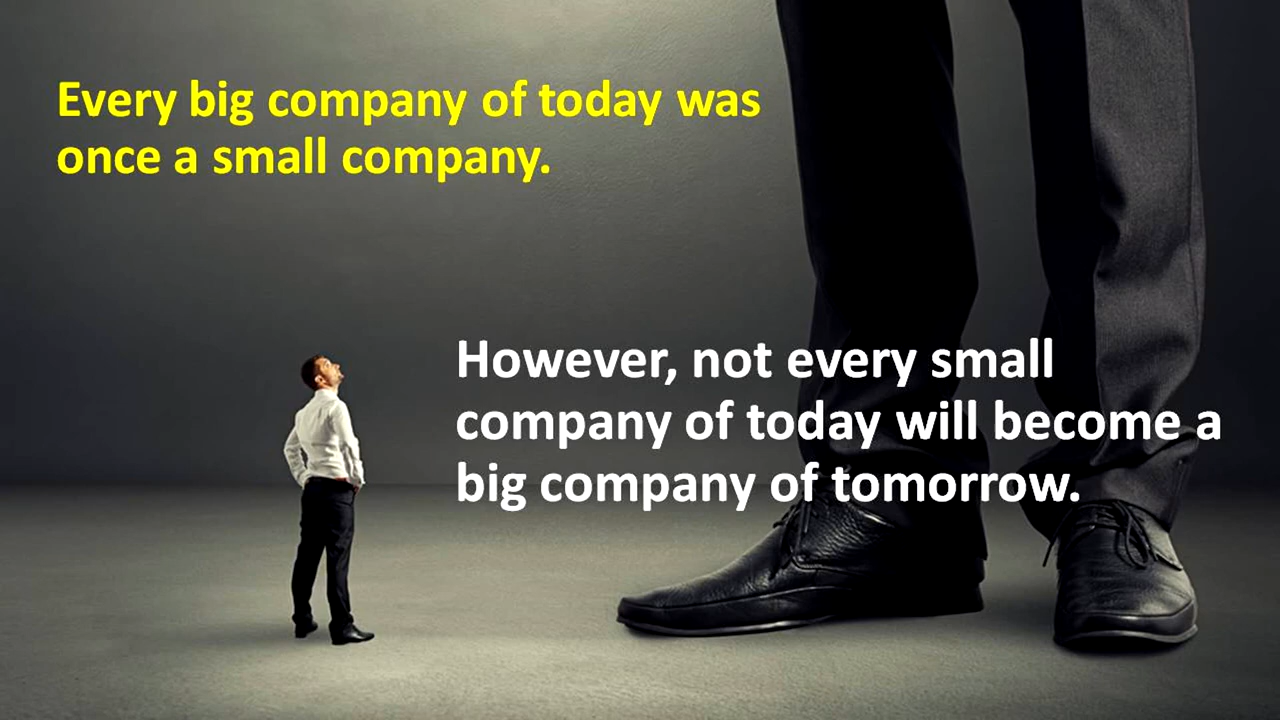 Every big company of today was
once a small company.
However, not every small
company of today will become a
big company of tomorrow.